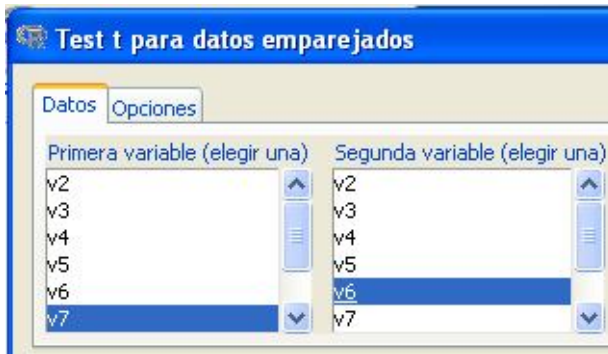 Test t para datos emparejados
Datos Opciones
Primera variable (elegir una) Segunda variable (elegir una)
v2 v2
v3 v3
v4 v4
v5 v5
v6 v6
v7 v7